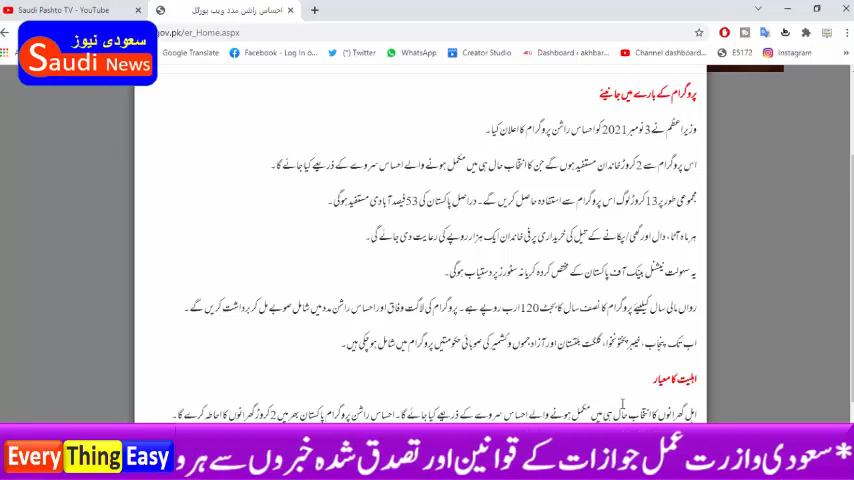 Saudi Pashto TV - YouTube
احساس راشن مدد ویب پورٹل
gov.pk/er_Home.aspx
Google Translate
Facebook - Log In o...
(*) Twitter
WhatsApp
Creator Studio
Dashboard ‹ akhbar...
Channel dashboard...
E5172
Instagram
سعودی نیوز
Saudi News
پروگرام کے بارے میں جانیئے
وزیراعظم نے 3 نومبر 2021 کو احساس راشن پروگرام کا اعلان کیا۔
اس پروگرام سے 2 کروڑ خاندان مستفید ہوں گے جن کا انتخاب حال ہی میں مکمل ہونے والے احساس سروے کے ذریعے کیا جائے گا۔
مجموعی طور پر 13 کروڑ لوگ اس پروگرام سے استفادہ حاصل کریں گے۔ دراصل پاکستان کی 53 فیصد آبادی مستفید ہوگی۔
ہر ماہ آٹا، دال اور گھی/پکانے کے تیل کی خریداری پر فی خاندان ایک ہزار روپے کی رعایت دی جائے گی۔
یہ سہولت نیشنل بینک آف پاکستان کے مختص کردہ کریانہ سٹورز پر دستیاب ہوگی۔
رواں مالی سال کیلیئے پروگرام کا نصف سال کا بجٹ 120 ارب روپے ہے۔ پروگرام کی لاگت وفاق اور احساس راشن مدد میں شامل صوبے مل کر برداشت کریں گے۔
اب تک پنجاب، خیبر پختونخوا، گلگت بلتستان اور آزاد جموں و کشمیر کی صوبائی حکومتیں پروگرام میں شامل ہو چکی ہیں۔
اہلیت کا معیار
اہل گھرانوں کا انتخاب حال ہی میں مکمل ہونے والے احساس سروے کے ذریعے کیا جائے گا۔ احساس راشن پروگرام پاکستان بھر میں 2 کروڑ گھرانوں کا احاطہ کرے گا۔
Every Thing Easy
*سعودی وازرت عمل جوازات کے قوانین اور تصدق شدہ خبروں سے ہر و